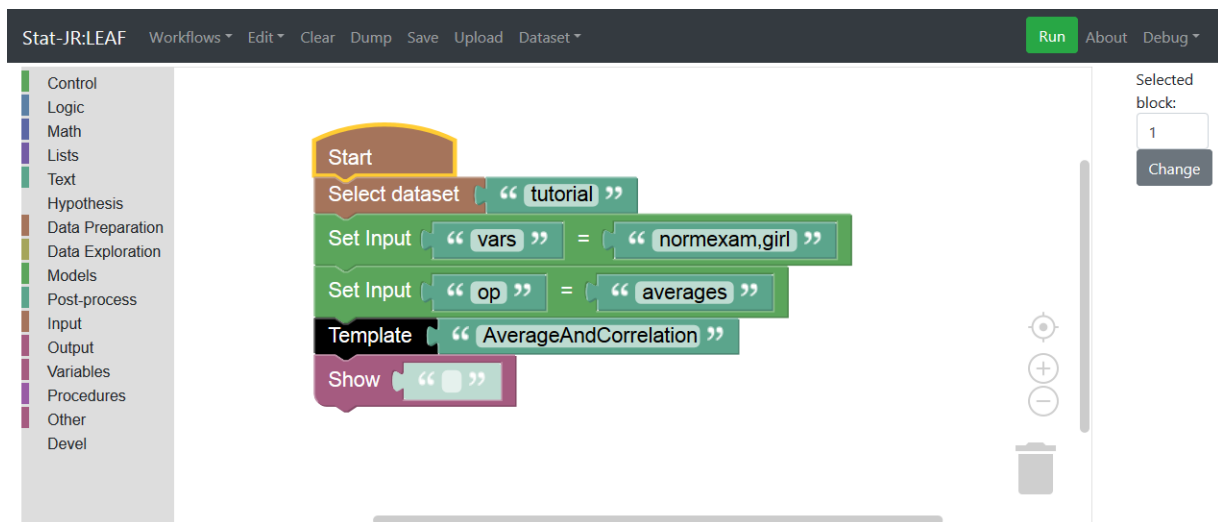 Stat-JR:LEAF Workflows Edit Clear Dump Save Upload Dataset Run About Debug
Control
Logic
Math
Lists
Text
Hypothesis
Data Preparation
Data Exploration
Models
Post-process
Input
Output
Variables
Procedures
Other
Devel
Start
Select dataset “ tutorial ”
Set Input “ vars ” = “ normexam,girl ”
Set Input “ op ” = “ averages ”
Template “ AverageAndCorrelation ”
Show “ ”
Selected
block:
1
Change